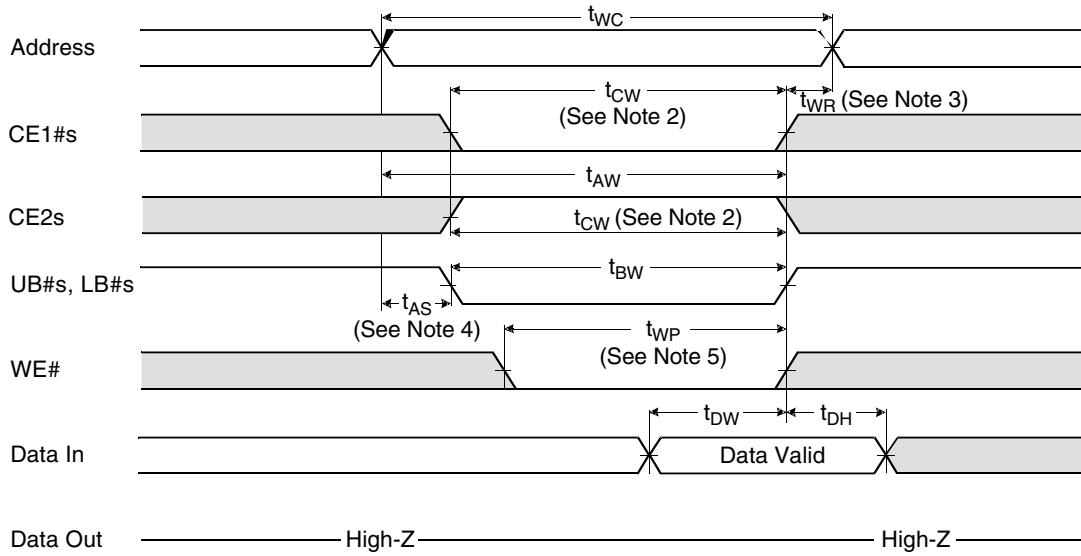 tWC
Address
tCW
(See Note 2)
tWR (See Note 3)
CE1#s
tAW
CE2s
tCW (See Note 2)
tBW
UB#s, LB#s
tAS
(See Note 4)
tWP
(See Note 5)
WE#
tDW
tDH
Data In
Data Valid
Data Out
High-Z
High-Z